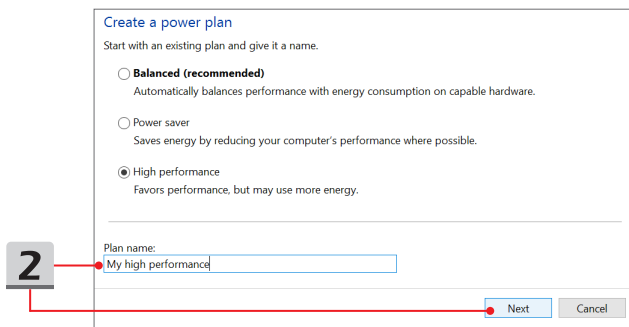 Create a power plan
Start with an existing plan and give it a name.
Balanced (recommended)
Automatically balances performance with energy consumption on capable hardware.
Power saver
Saves energy by reducing your computer's performance where possible.
High performance
Favors performance, but may use more energy.
Plan name:
My high performance
2
Next Cancel